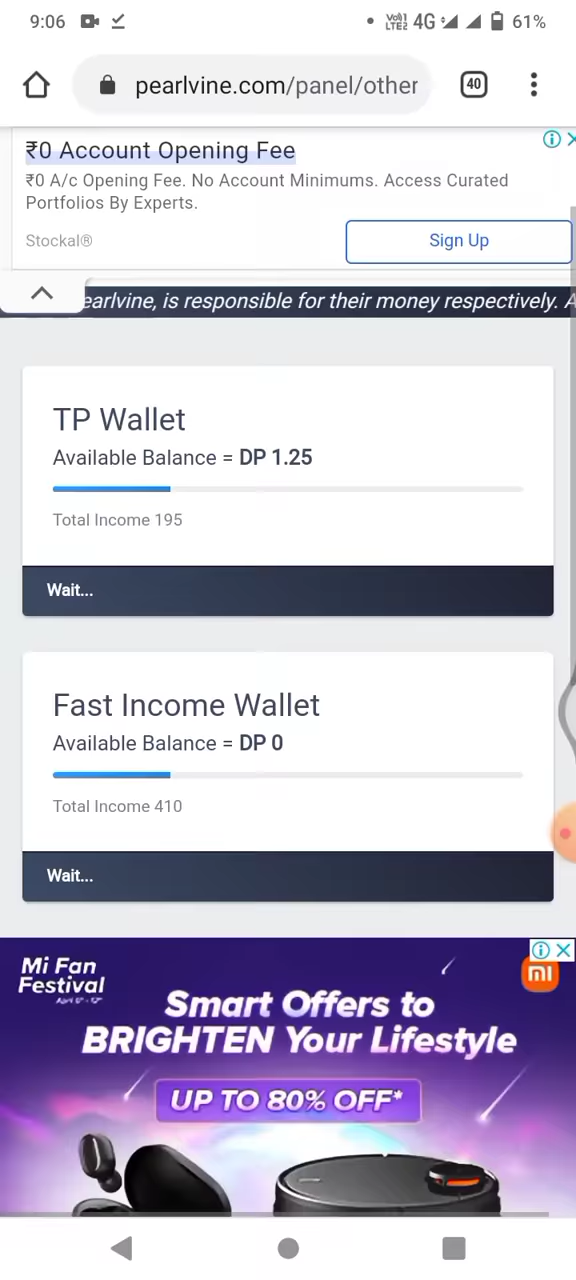 9:06
4G
61%
pearlvine.com/panel/other
40
₹0 Account Opening Fee
₹0 A/c Opening Fee. No Account Minimums. Access Curated
Portfolios By Experts.
Stockal®
Sign Up
earlvine, is responsible for their money respectively. A
TP Wallet
Available Balance = DP 1.25
Total Income 195
Wait...
Fast Income Wallet
Available Balance = DP 0
Total Income 410
Wait...
Mi Fan
Festival
mi
Smart Offers to
BRIGHTEN Your Lifestyle
UP TO 80% OFF*